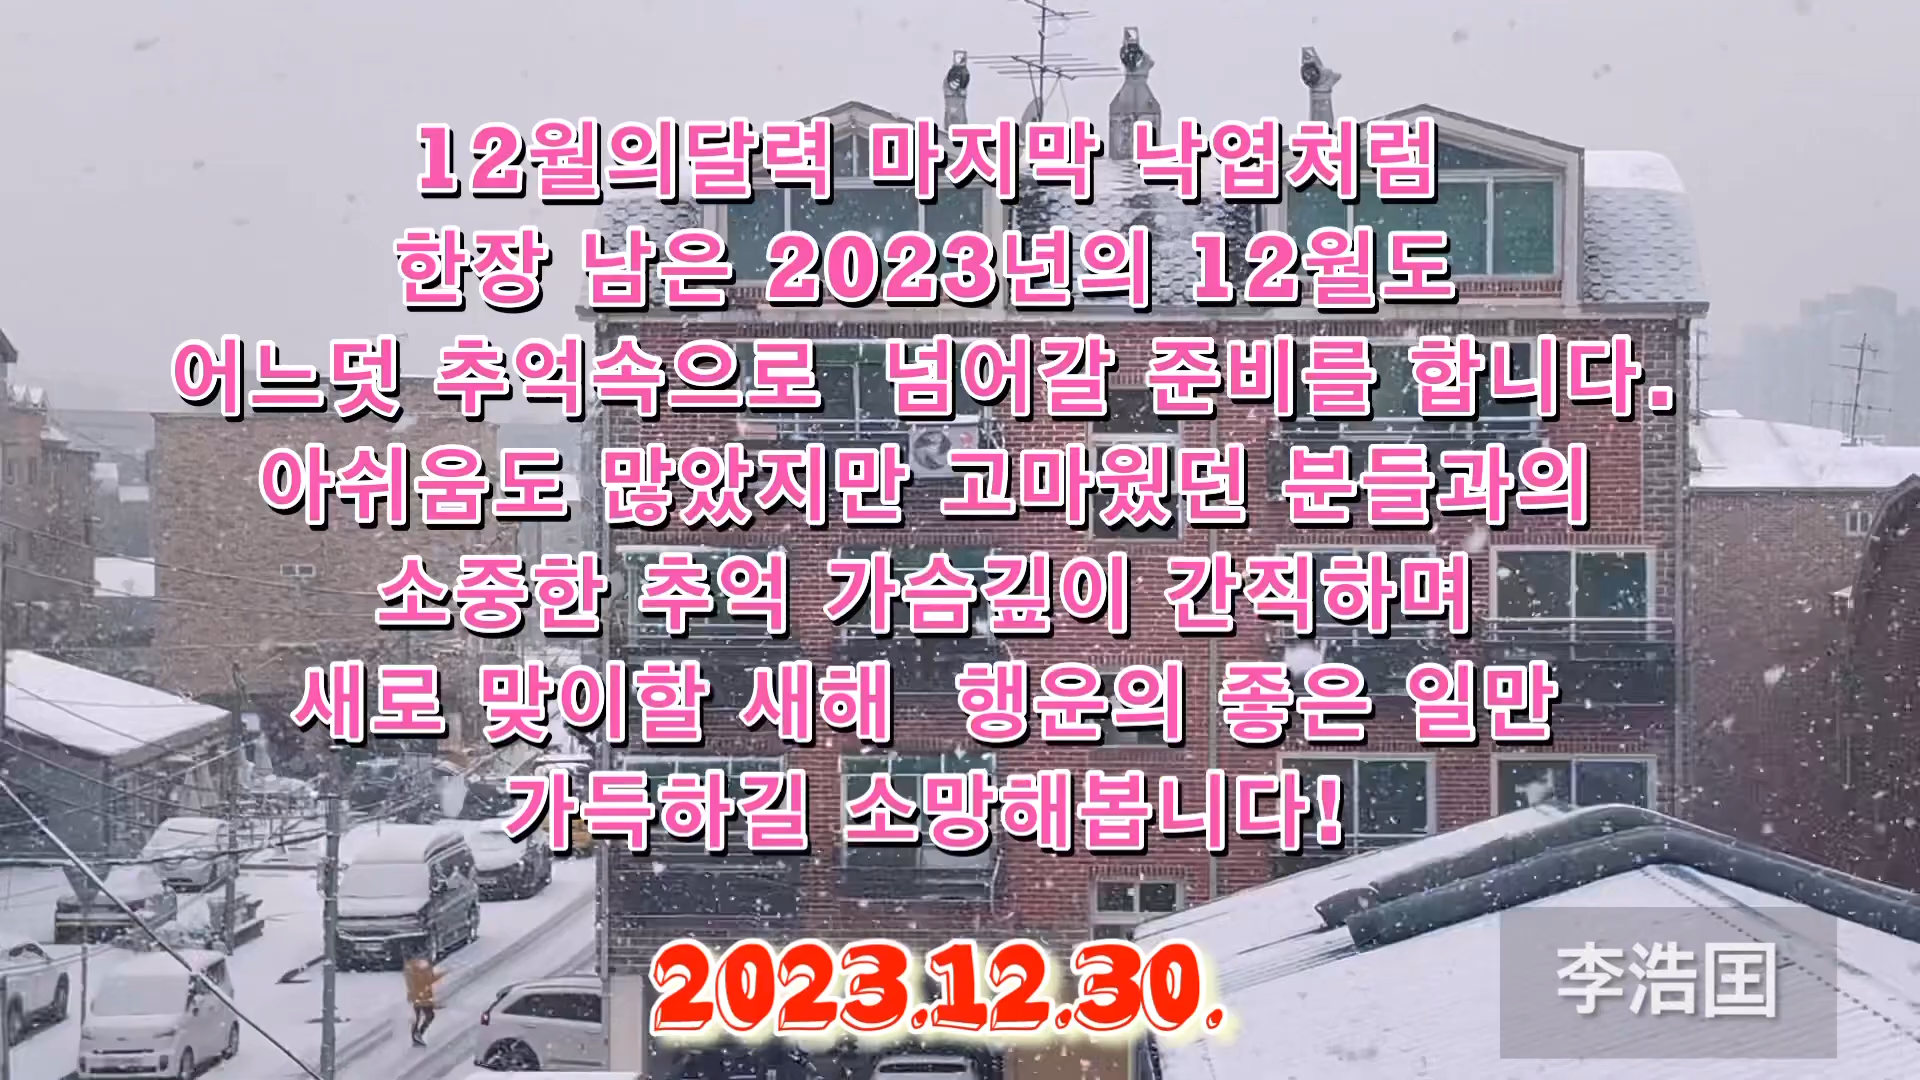 12월의달력 마지막 낙엽처럼
한장 남은 2023년의 12월도
어느덧 추억속으로 넘어갈 준비를 합니다.
아쉬움도 많았지만 고마웠던 분들과의
소중한 추억 가슴깊이 간직하며
새로 맞이할 새해 행운의 좋은 일만
가득하길 소망해봅니다!
2023.12.30.
李浩囯